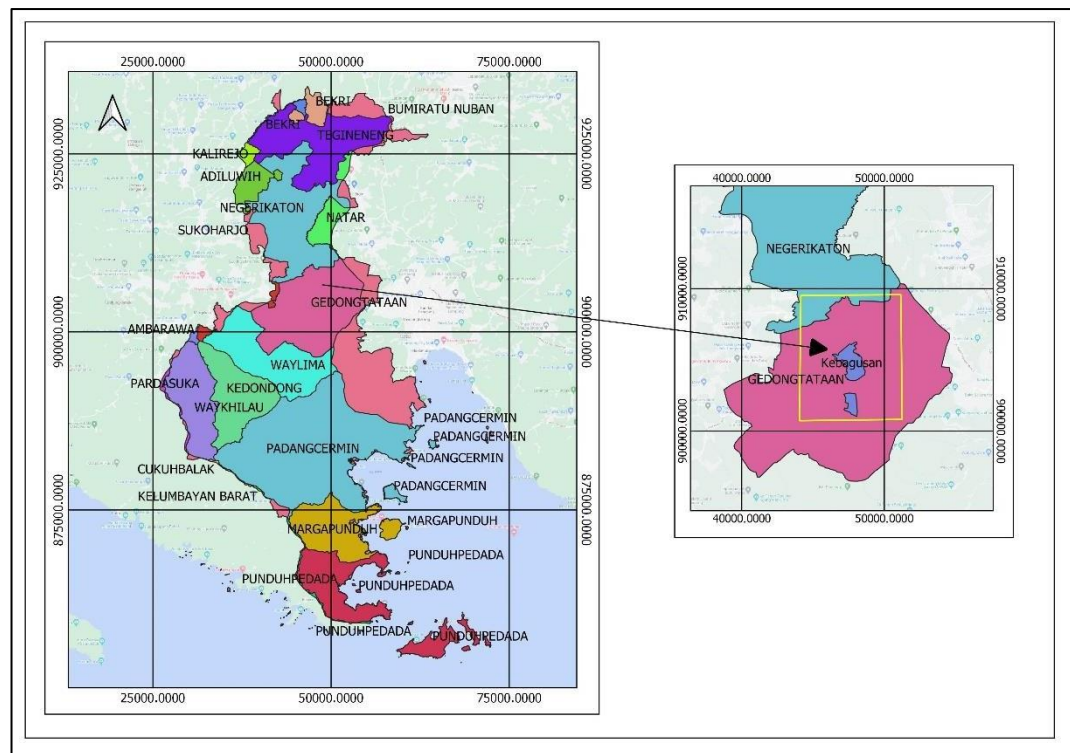 25000.0000 50000.0000 75000.0000
BEKRI
BUMIRATU NUBAN
BEKRI
TEGINENENG
KALIREJO
925000.0000
925000.0000
ADILUWIH
NEGERIKATON
NATAR
SUKOHARJO
GEDONGTATAAN
AMBARAWA
900000.0000
900000.0000
WAYLIMA
PARDASUKA
KEDONDONG
WAYKHILAU
PADANGCERMIN
PADANGCERMIN
PADANGCERMIN
PADANGCERMIN
CUKUHBALAK
PADANGCERMIN
KELUMBAYAN BARAT
875000.0000
875000.0000
MARGAPUNDUH
MARGAPUNDUH
PUNDUHPEDADA
PUNDUHPEDADA
PUNDUHPEDADA
PUNDUHPEDADA
PUNDUHPEDADA
25000.0000 50000.0000 75000.0000
40000.0000 50000.0000
NEGERIKATON
910000.0000
910000.0000
Kebagusan
GEDONGTATAAN
900000.0000
900000.0000
40000.0000 50000.0000